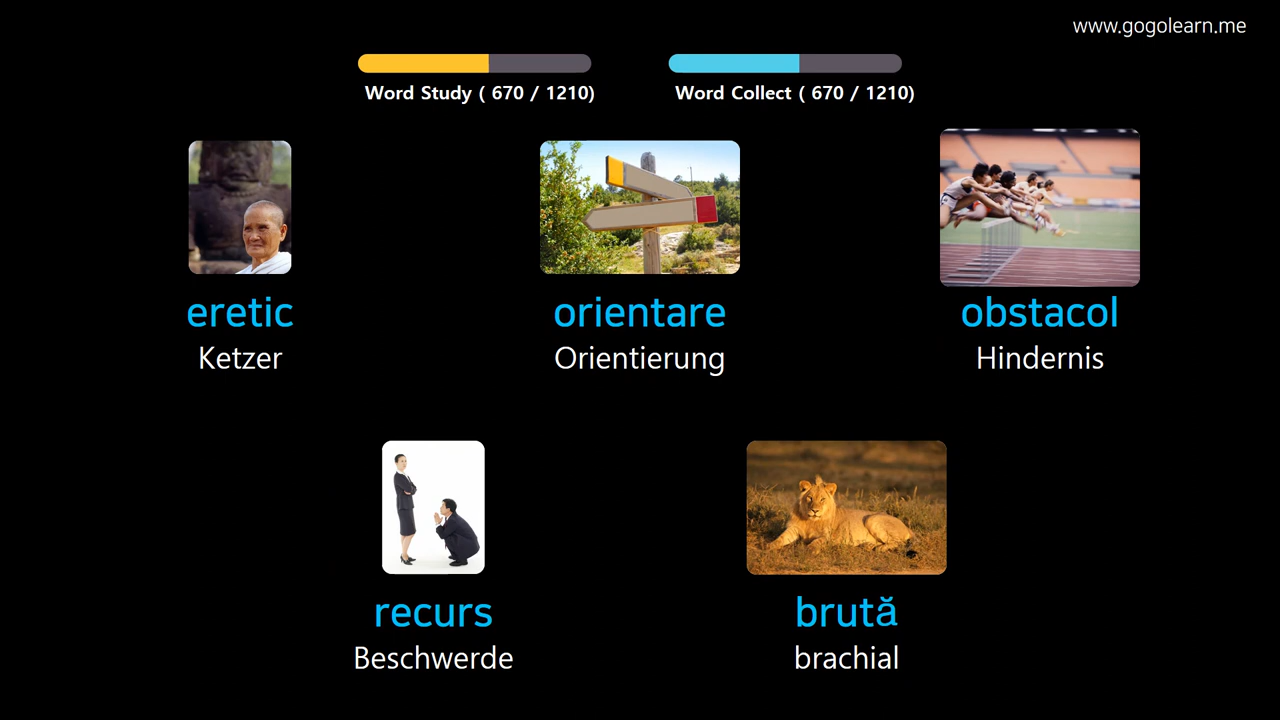 www.gogolearn.me
Word Study ( 670 / 1210)
Word Collect ( 670 / 1210)
eretic
Ketzer
orientare
Orientierung
obstacol
Hindernis
recurs
Beschwerde
brută
brachial